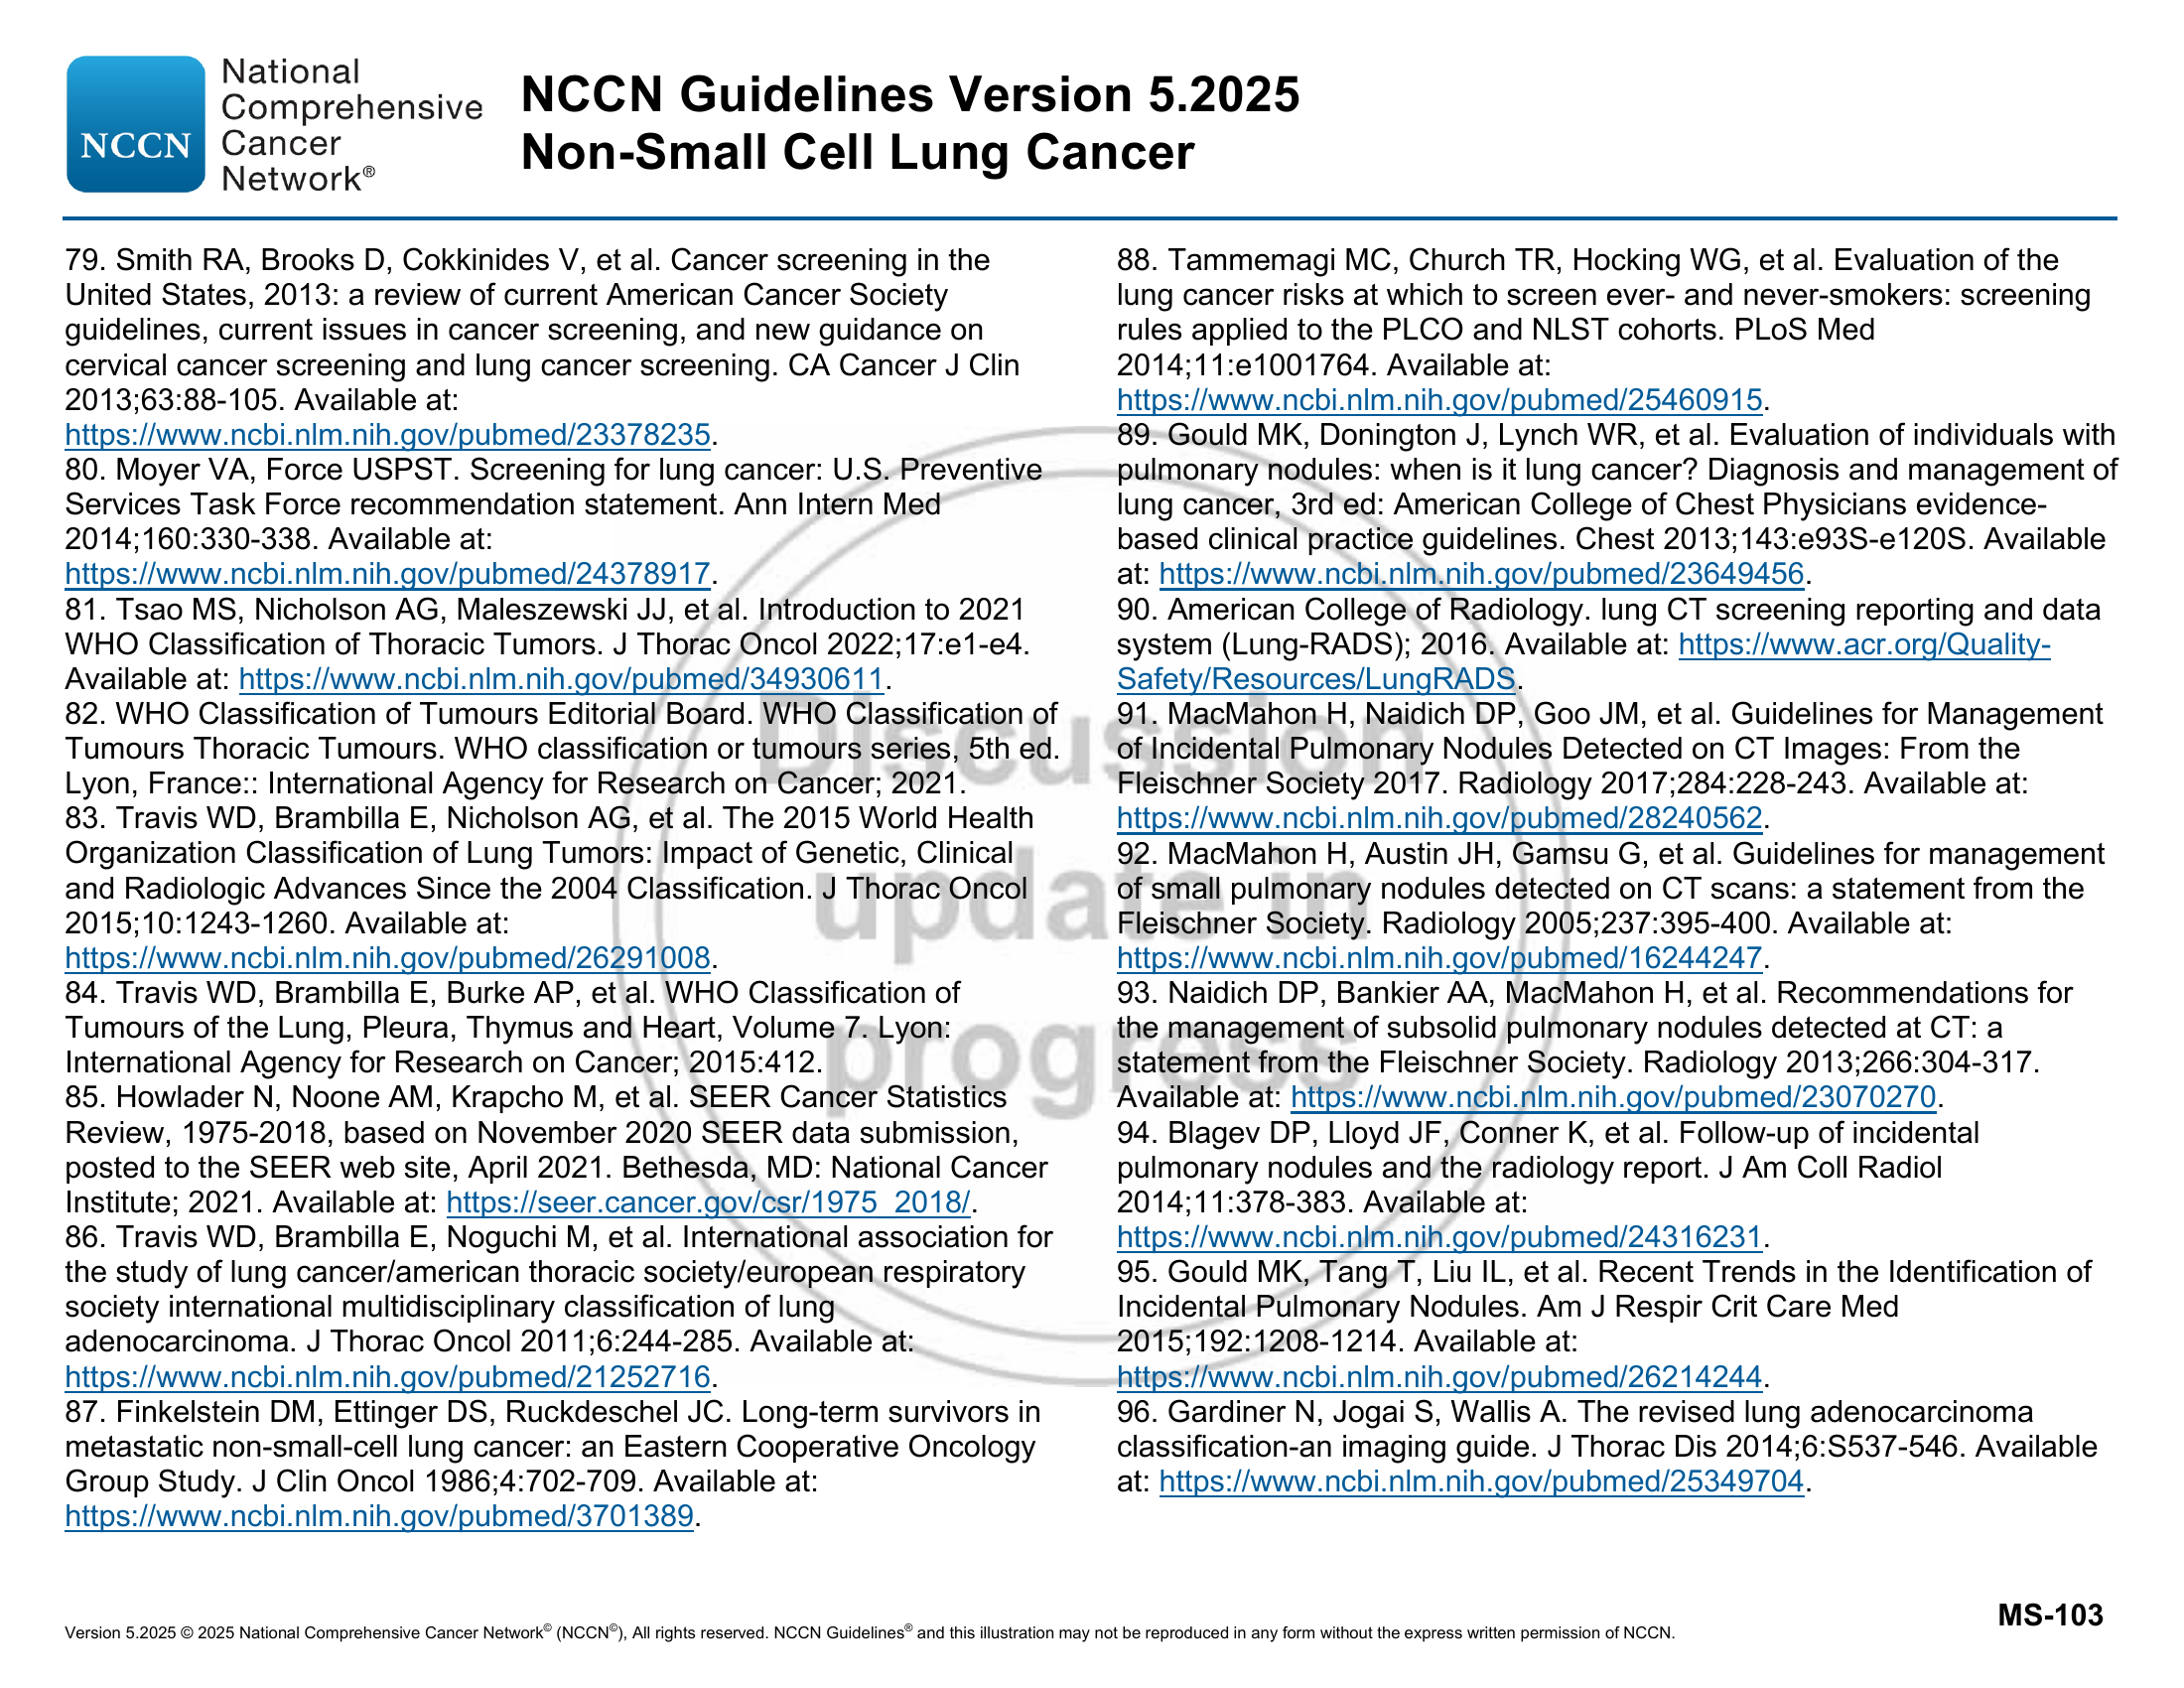 National
Comprehensive
NCCN Cancer
Network®
NCCN Guidelines Version 5.2025
Non-Small Cell Lung Cancer
79. Smith RA, Brooks D, Cokkinides V, et al. Cancer screening in the
United States, 2013: a review of current American Cancer Society
guidelines, current issues in cancer screening, and new guidance on
cervical cancer screening and lung cancer screening. CA Cancer J Clin
2013;63:88-105. Available at:
https://www.ncbi.nlm.nih.gov/pubmed/23378235.
80. Moyer VA, Force USPST. Screening for lung cancer: U.S. Preventive
Services Task Force recommendation statement. Ann Intern Med
2014;160:330-338. Available at:
https://www.ncbi.nlm.nih.gov/pubmed/24378917.
81. Tsao MS, Nicholson AG, Maleszewski JJ, et al. Introduction to 2021
WHO Classification of Thoracic Tumors. J Thorac Oncol 2022;17:e1-e4.
Available at: https://www.ncbi.nlm.nih.gov/pubmed/34930611.
82. WHO Classification of Tumours Editorial Board. WHO Classification of
Tumours Thoracic Tumours. WHO classification or tumours series, 5th ed.
Lyon, France:: International Agency for Research on Cancer; 2021.
83. Travis WD, Brambilla E, Nicholson AG, et al. The 2015 World Health
Organization Classification of Lung Tumors: Impact of Genetic, Clinical
and Radiologic Advances Since the 2004 Classification. J Thorac Oncol
2015;10:1243-1260. Available at:
https://www.ncbi.nlm.nih.gov/pubmed/26291008.
84. Travis WD, Brambilla E, Burke AP, et al. WHO Classification of
Tumours of the Lung, Pleura, Thymus and Heart, Volume 7. Lyon:
International Agency for Research on Cancer; 2015:412.
85. Howlader N, Noone AM, Krapcho M, et al. SEER Cancer Statistics
Review, 1975-2018, based on November 2020 SEER data submission,
posted to the SEER web site, April 2021. Bethesda, MD: National Cancer
Institute; 2021. Available at: https://seer.cancer.gov/csr/1975_2018/.
86. Travis WD, Brambilla E, Noguchi M, et al. International association for
the study of lung cancer/american thoracic society/european respiratory
society international multidisciplinary classification of lung
adenocarcinoma. J Thorac Oncol 2011;6:244-285. Available at:
https://www.ncbi.nlm.nih.gov/pubmed/21252716.
87. Finkelstein DM, Ettinger DS, Ruckdeschel JC. Long-term survivors in
metastatic non-small-cell lung cancer: an Eastern Cooperative Oncology
Group Study. J Clin Oncol 1986;4:702-709. Available at:
https://www.ncbi.nlm.nih.gov/pubmed/3701389.
88. Tammemagi MC, Church TR, Hocking WG, et al. Evaluation of the
lung cancer risks at which to screen ever- and never-smokers: screening
rules applied to the PLCO and NLST cohorts. PLoS Med
2014;11:e1001764. Available at:
https://www.ncbi.nlm.nih.gov/pubmed/25460915.
89. Gould MK, Donington J, Lynch WR, et al. Evaluation of individuals with
pulmonary nodules: when is it lung cancer? Diagnosis and management of
lung cancer, 3rd ed: American College of Chest Physicians evidence-
based clinical practice guidelines. Chest 2013;143:e93S-e120S. Available
at: https://www.ncbi.nlm.nih.gov/pubmed/23649456.
90. American College of Radiology. lung CT screening reporting and data
system (Lung-RADS); 2016. Available at: https://www.acr.org/Quality-
Safety/Resources/LungRADS.
91. MacMahon H, Naidich DP, Goo JM, et al. Guidelines for Management
of Incidental Pulmonary Nodules Detected on CT Images: From the
Fleischner Society 2017. Radiology 2017;284:228-243. Available at:
https://www.ncbi.nlm.nih.gov/pubmed/28240562.
92. MacMahon H, Austin JH, Gamsu G, et al. Guidelines for management
of small pulmonary nodules detected on CT scans: a statement from the
Fleischner Society. Radiology 2005;237:395-400. Available at:
https://www.ncbi.nlm.nih.gov/pubmed/16244247.
93. Naidich DP, Bankier AA, MacMahon H, et al. Recommendations for
the management of subsolid pulmonary nodules detected at CT: a
statement from the Fleischner Society. Radiology 2013;266:304-317.
Available at: https://www.ncbi.nlm.nih.gov/pubmed/23070270.
94. Blagev DP, Lloyd JF, Conner K, et al. Follow-up of incidental
pulmonary nodules and the radiology report. J Am Coll Radiol
2014;11:378-383. Available at:
https://www.ncbi.nlm.nih.gov/pubmed/24316231.
95. Gould MK, Tang T, Liu IL, et al. Recent Trends in the Identification of
Incidental Pulmonary Nodules. Am J Respir Crit Care Med
2015;192:1208-1214. Available at:
https://www.ncbi.nlm.nih.gov/pubmed/26214244.
96. Gardiner N, Jogai S, Wallis A. The revised lung adenocarcinoma
classification-an imaging guide. J Thorac Dis 2014;6:S537-546. Available
at: https://www.ncbi.nlm.nih.gov/pubmed/25349704.
Discussion
update in
progress
MS-103
Version 5.2025 © 2025 National Comprehensive Cancer Network© (NCCN©), All rights reserved. NCCN Guidelines® and this illustration may not be reproduced in any form without the express written permission of NCCN.